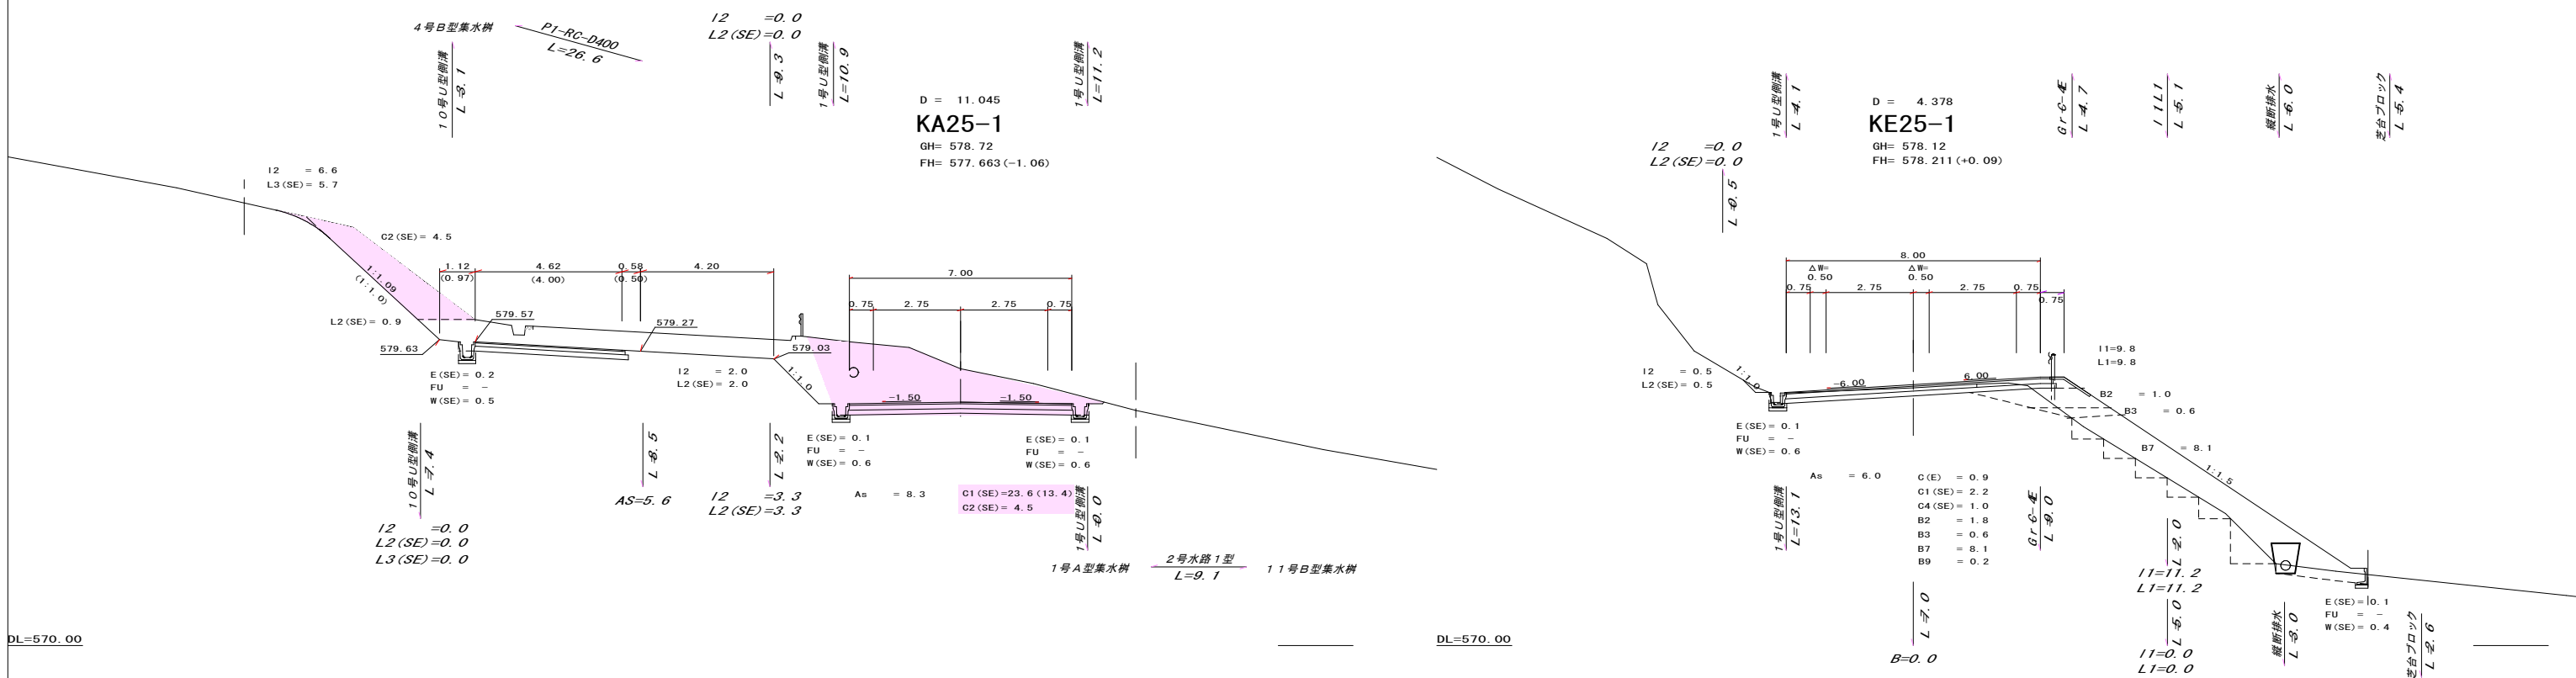 4号B型集水桝
P1-RC-D400
L=26.6
I2 =0.0
L2(SE)=0.0
10号U型側溝
L=3.1
L=9.3
1号U型側溝
L=10.9
1号U型側溝
L=11.2
D = 11.045
KA25-1
GH= 578.72
FH= 577.663(-1.06)
I2 = 6.6
L3(SE)= 5.7
C2(SE)= 4.5
1:1.09
(1:1.0)
1.12
(0.97)
4.62
(4.00)
0.58
(0.50)
4.20
7.00
0.75
2.75
2.75
0.75
L2(SE)= 0.9
579.63
579.57
579.27
579.03
1:1.0
-1.50
-1.50
E(SE)= 0.2
FU = -
W(SE)= 0.5
I2 = 2.0
L2(SE)= 2.0
E(SE)= 0.1
FU = -
W(SE)= 0.6
E(SE)= 0.1
FU = -
W(SE)= 0.6
10号U型側溝
L=7.4
L=8.5
AS=5.6
L=2.2
I2 =3.3
L2(SE)=3.3
As = 8.3
C1(SE)=23.6(13.4)
C2(SE)= 4.5
1号U型側溝
L=0.0
I2 =0.0
L2(SE)=0.0
L3(SE)=0.0
1号A型集水桝
2号水路1型
L=9.1
11号B型集水桝
DL=570.00
I2 =0.0
L2(SE)=0.0
L=0.5
1号U型側溝
L=4.1
D = 4.378
KE25-1
GH= 578.12
FH= 578.211(+0.09)
Gr-C-4E
L=4.7
I1L1
L=5.1
縦断排水
L=6.0
芝台ブロック
L=5.4
8.00
△W=
0.50
△W=
0.50
0.75
2.75
2.75
0.75
0.75
I2 = 0.5
L2(SE)= 0.5
1:1.0
-6.00
6.00
I1=9.8
L1=9.8
B2 = 1.0
B3 = 0.6
B7 = 8.1
1:1.5
E(SE)= 0.1
FU = -
W(SE)= 0.6
As = 6.0
C(E) = 0.9
C1(SE)= 2.2
C4(SE)= 1.0
B2 = 1.8
B3 = 0.6
B7 = 8.1
B9 = 0.2
1号U型側溝
L=13.1
Gr-C-4E
L=9.0
L=2.0
I1=11.2
L1=11.2
L=7.0
B=0.0
L=5.0
I1=0.0
L1=0.0
縦断排水
L=3.0
E(SE)= 0.1
FU = -
W(SE)= 0.4
芝台ブロック
L=2.6
DL=570.00